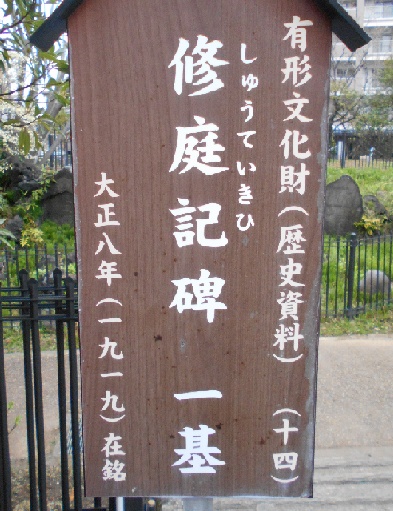 有形文化財(歴史資料) (十四)
しゅうていきひ
修庭記碑 一基
大正八年(一九一九)在銘